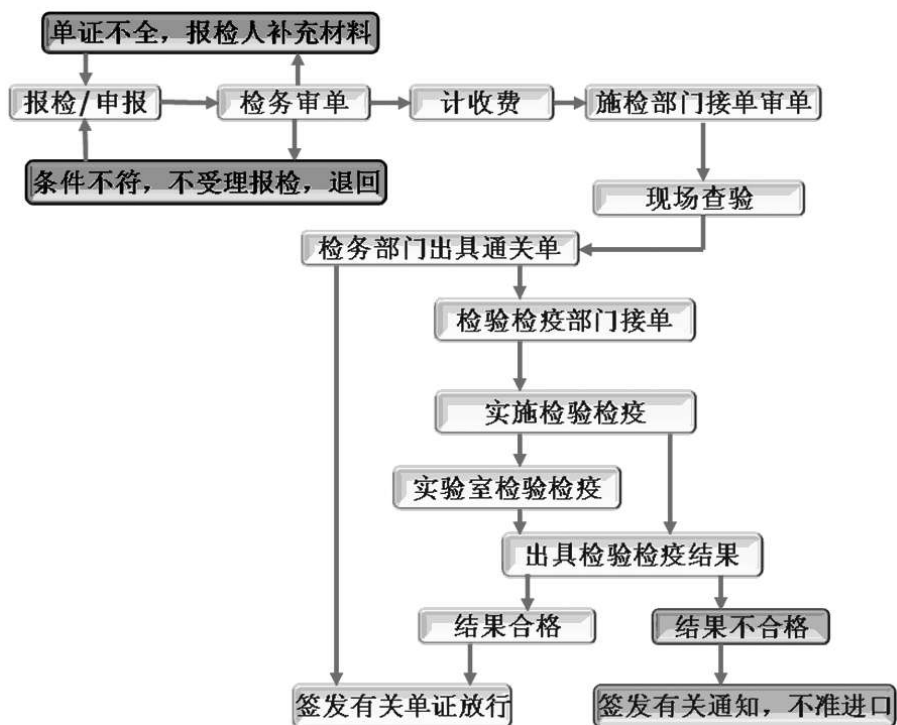 单证不全，报检人补充材料
报检/申报
检务审单
计收费
施检部门接单审单
条件不符，不受理报检，退回
现场查验
检务部门出具通关单
检验检疫部门接单
实施检验检疫
实验室检验检疫
出具检验检疫结果
结果合格
结果不合格
签发有关单证放行
签发有关通知，不准进口